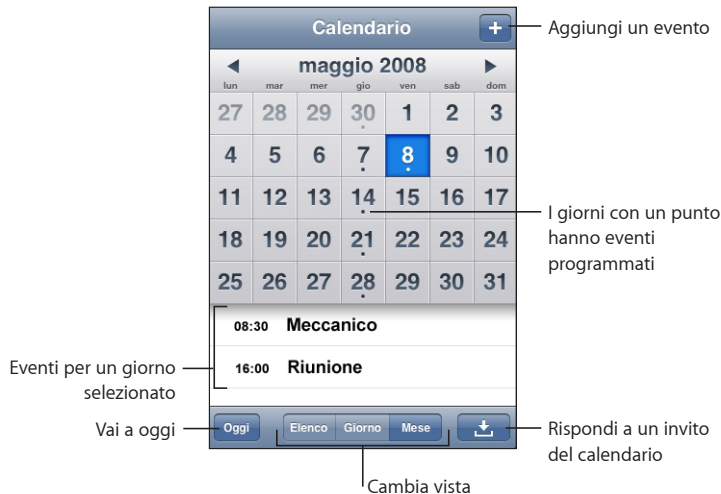 Calendario
+
Aggiungi un evento
maggio 2008
lun mar mer gio ven sab dom
27 28 29 30 1 2 3
4 5 6 7 8 9 10
11 12 13 14 15 16 17
18 19 20 21 22 23 24
25 26 27 28 29 30 31
I giorni con un punto
hanno eventi
programmati
08:30 Meccanico
16:00 Riunione
Eventi per un giorno
selezionato
Vai a oggi
Oggi
Elenco Giorno Mese
Rispondi a un invito
del calendario
Cambia vista